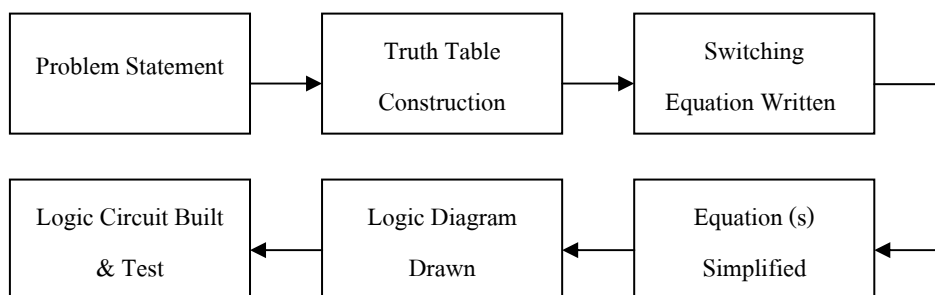 Problem Statement
Truth Table
Construction
Switching
Equation Written
Equation (s)
Simplified
Logic Diagram
Drawn
Logic Circuit Built
& Test